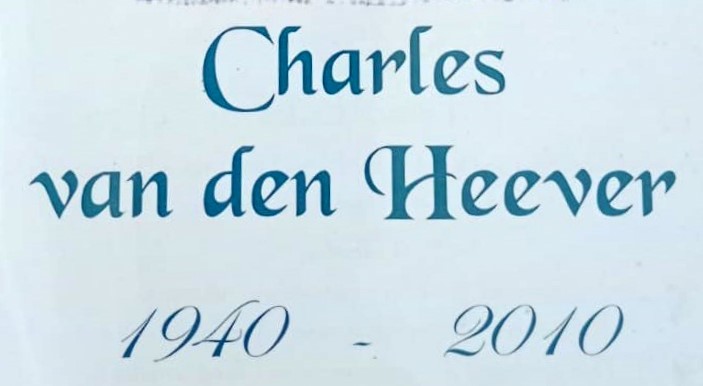 Charles
van den Heever
1940 - 2010